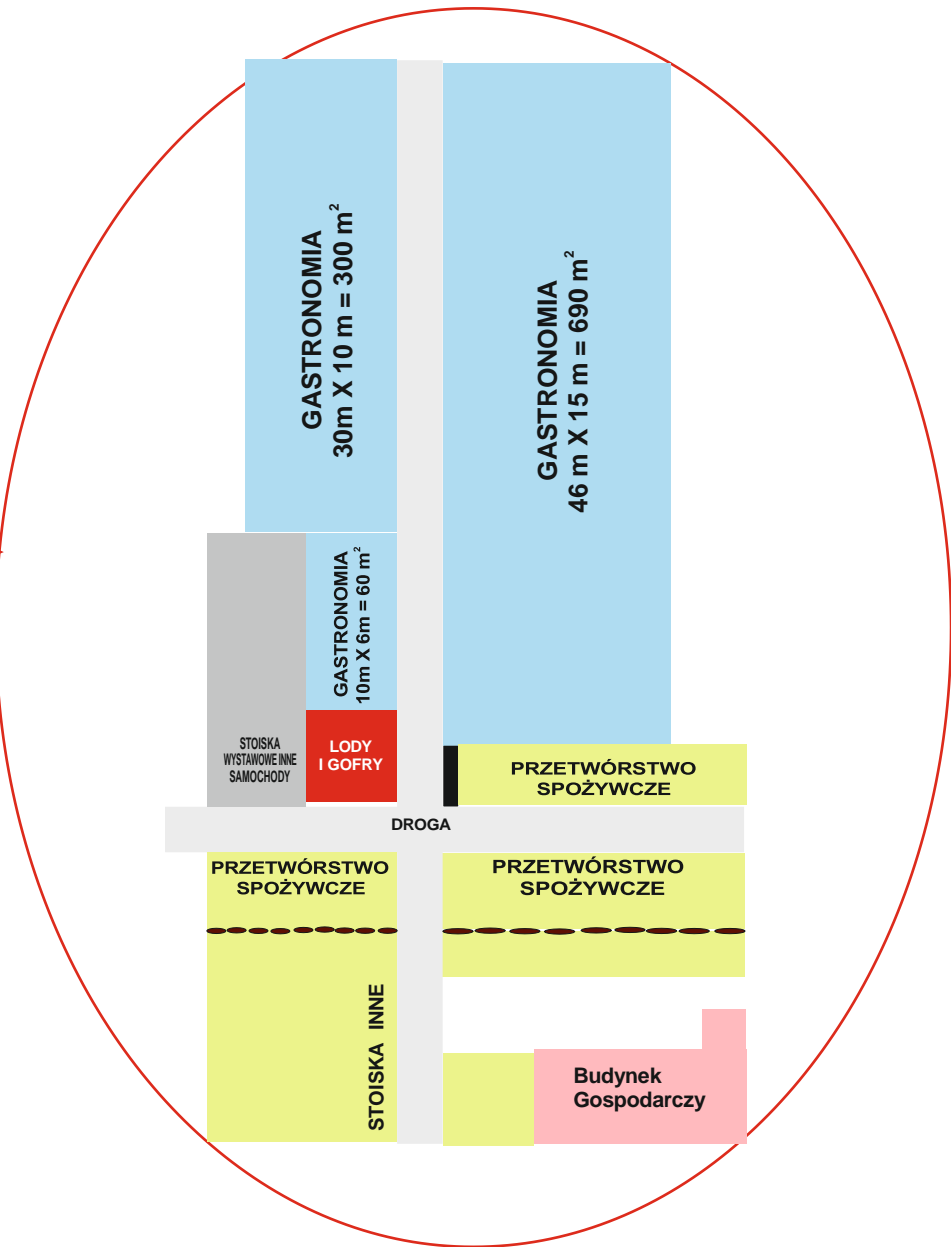 GASTRONOMIA
30m X 10 m = 300 m²
GASTRONOMIA
46 m X 15 m = 690 m²
GASTRONOMIA
10m X 6m = 60 m²
STOISKA
WYSTAWOWE INNE
SAMOCHODY
LODY
I GOFRY
PRZETWÓRSTWO
SPOŻYWCZE
DROGA
PRZETWÓRSTWO
SPOŻYWCZE
PRZETWÓRSTWO
SPOŻYWCZE
STOISKA INNE
Budynek
Gospodarczy